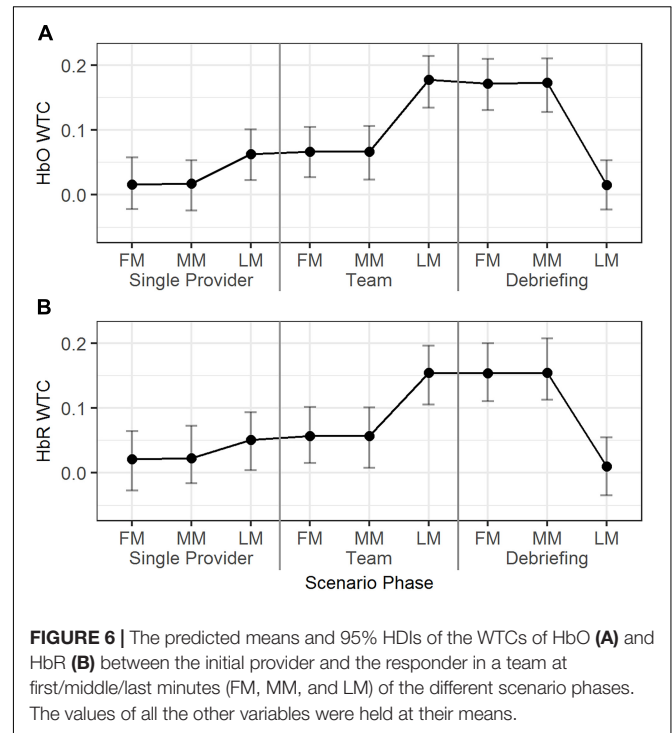 A
0.2
0.1
0.0
HbO WTC
FM MM LM FM MM LM FM MM LM
Single Provider Team Debriefing
B
0.2
0.1
0.0
HbR WTC
FM MM LM FM MM LM FM MM LM
Single Provider Team Debriefing
Scenario Phase
FIGURE 6 | The predicted means and 95% HDIs of the WTCs of HbO (A) and
HbR (B) between the initial provider and the responder in a team at
first/middle/last minutes (FM, MM, and LM) of the different scenario phases.
The values of all the other variables were held at their means.